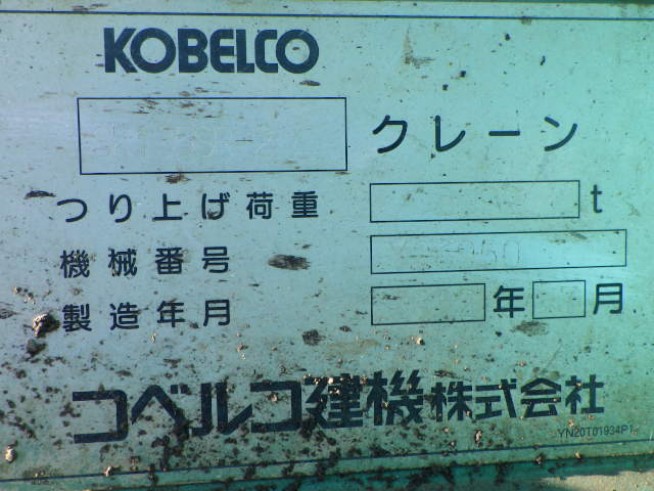 KOBELCO
クレーン
つり上げ荷重 t
機械番号
製造年月 年 月
コベルコ建機株式会社
YN20T01934P1